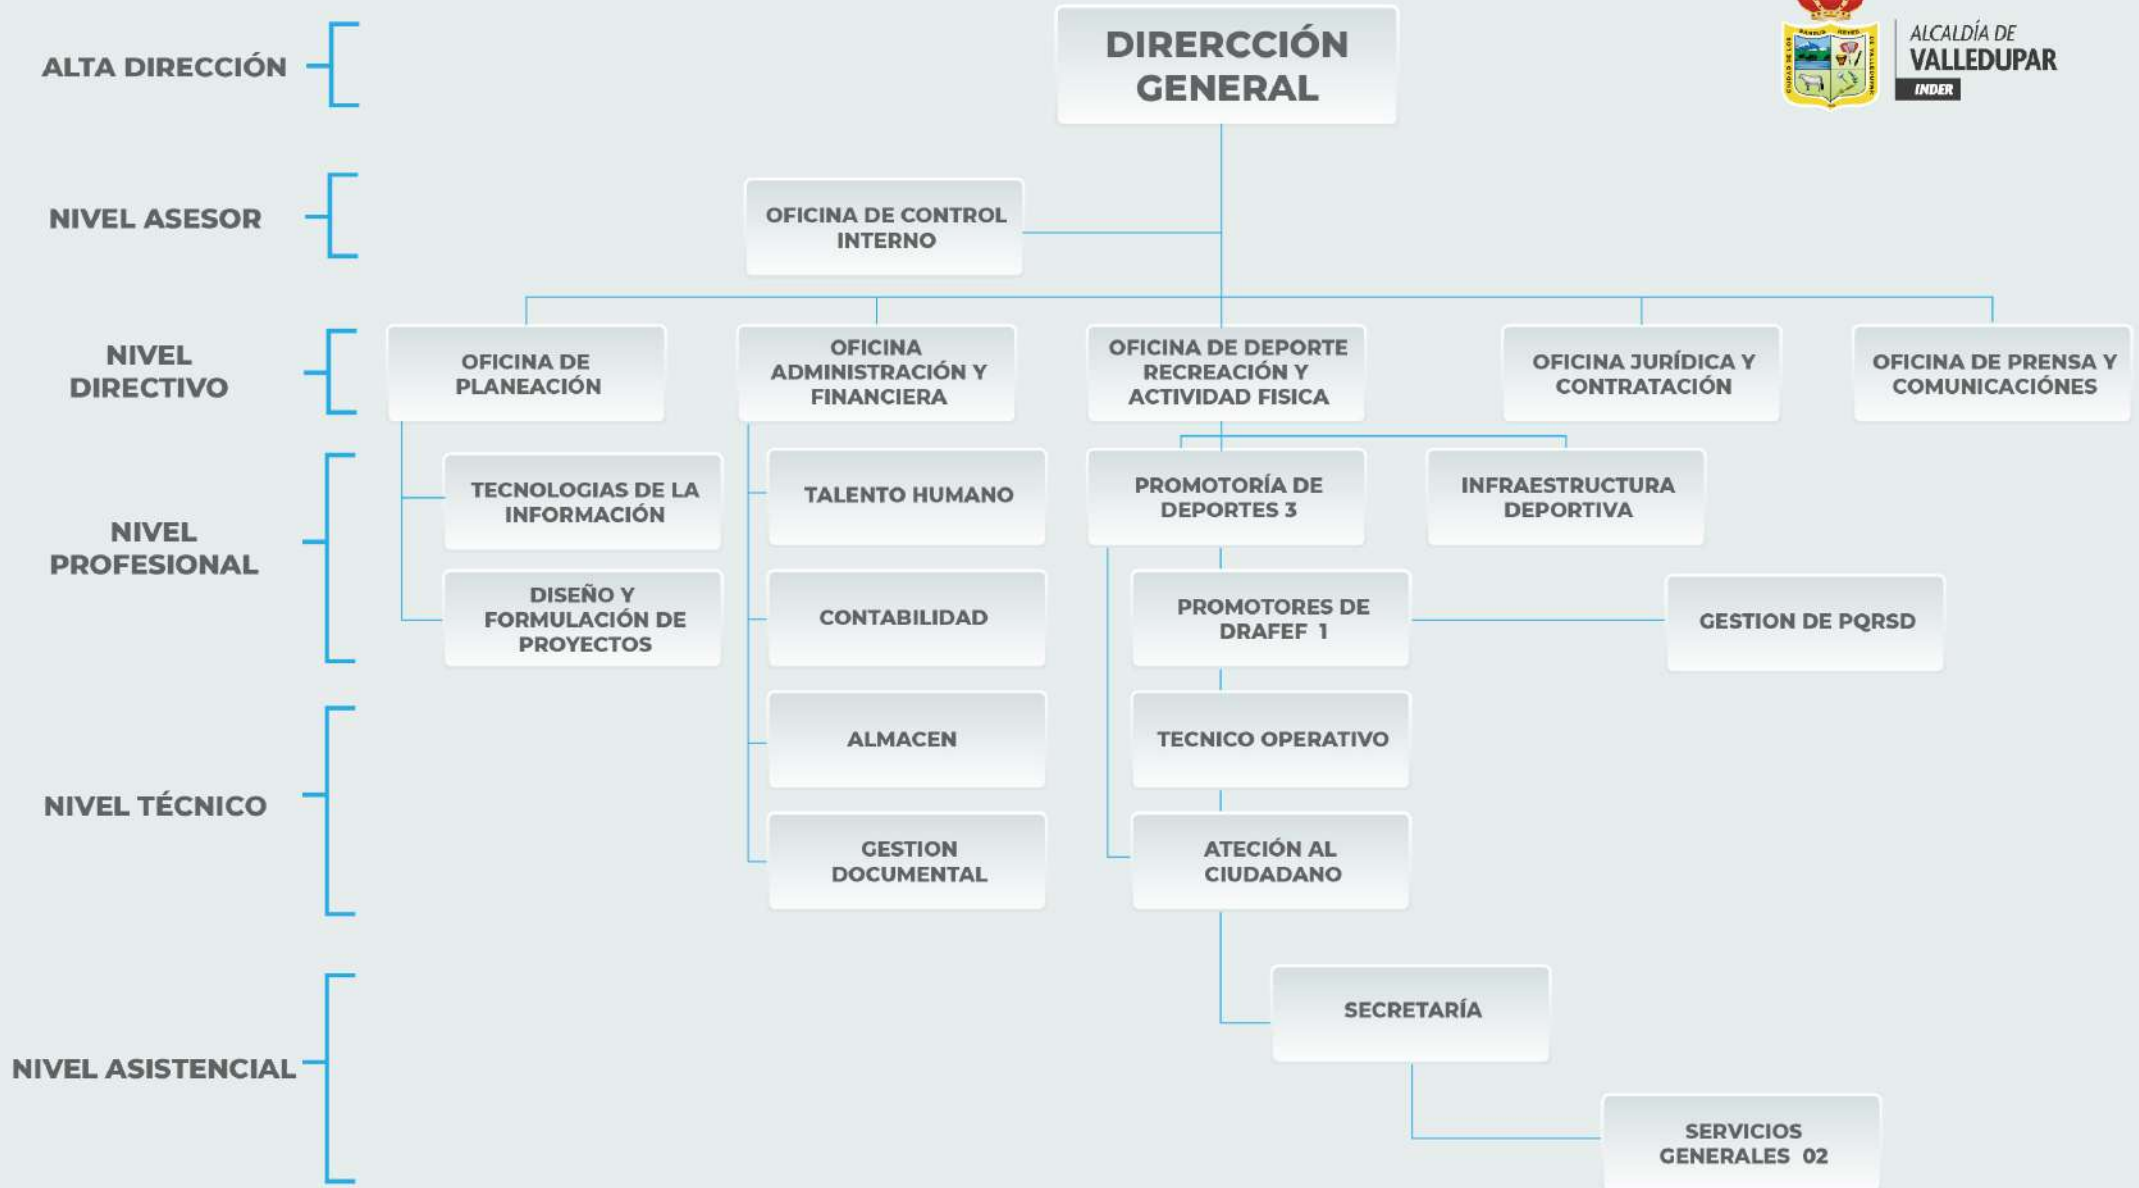 DIRERCCIÓN
GENERAL
ALCALDÍA DE
VALLEDUPAR
INDER
ALTA DIRECCIÓN
NIVEL ASESOR
OFICINA DE CONTROL
INTERNO
NIVEL
DIRECTIVO
OFICINA DE
PLANEACIÓN
OFICINA
ADMINISTRACIÓN Y
FINANCIERA
OFICINA DE DEPORTE
RECREACIÓN Y
ACTIVIDAD FISICA
OFICINA JURÍDICA Y
CONTRATACIÓN
OFICINA DE PRENSA Y
COMUNICACIÓNES
NIVEL
PROFESIONAL
TECNOLOGIAS DE LA
INFORMACIÓN
TALENTO HUMANO
PROMOTORÍA DE
DEPORTES 3
INFRAESTRUCTURA
DEPORTIVA
DISEÑO Y
FORMULACIÓN DE
PROYECTOS
CONTABILIDAD
PROMOTORES DE
DRAFEF 1
GESTION DE PQRSD
NIVEL TÉCNICO
ALMACEN
TECNICO OPERATIVO
GESTION
DOCUMENTAL
ATECIÓN AL
CIUDADANO
NIVEL ASISTENCIAL
SECRETARÍA
SERVICIOS
GENERALES 02